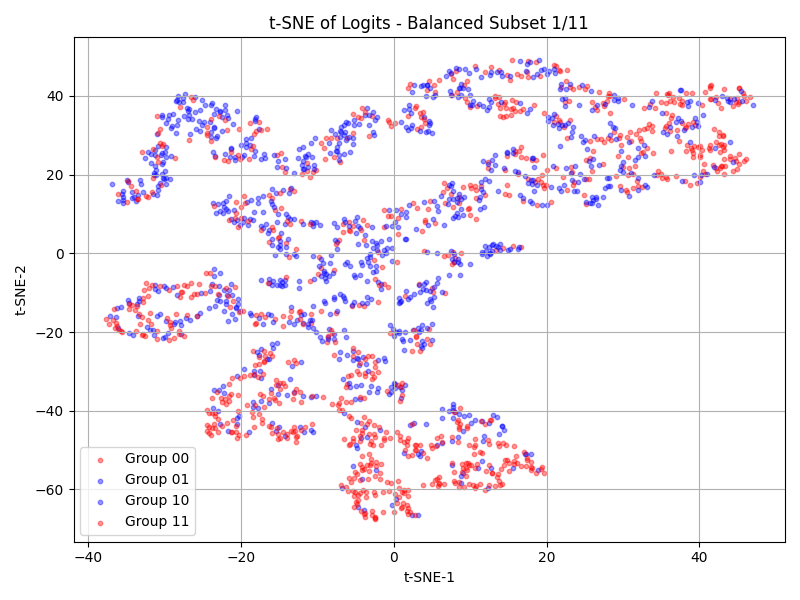 t-SNE of Logits - Balanced Subset 1/11
t-SNE-2
40
20
0
−20
−40
−60
Group 00
Group 01
Group 10
Group 11
−40
−20
0
20
40
t-SNE-1